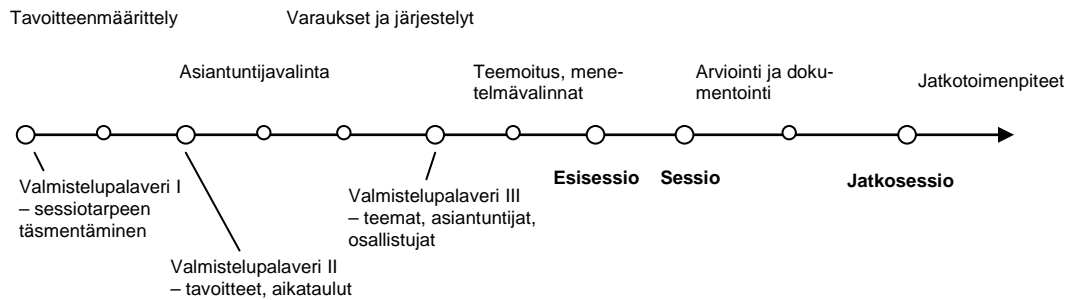 Tavoitteenmäärittely
Varaukset ja järjestelyt
Asiantuntijavalinta
Teemoitus, mene-
telmävalinnat
Arviointi ja doku-
mentointi
Jatkotoimenpiteet
Valmistelupalaveri I
– sessiotarpeen
täsmentäminen
Valmistelupalaveri II
– tavoitteet, aikataulut
Valmistelupalaveri III
– teemat, asiantuntijat,
osallistujat
Esisessio
Sessio
Jatkosessio